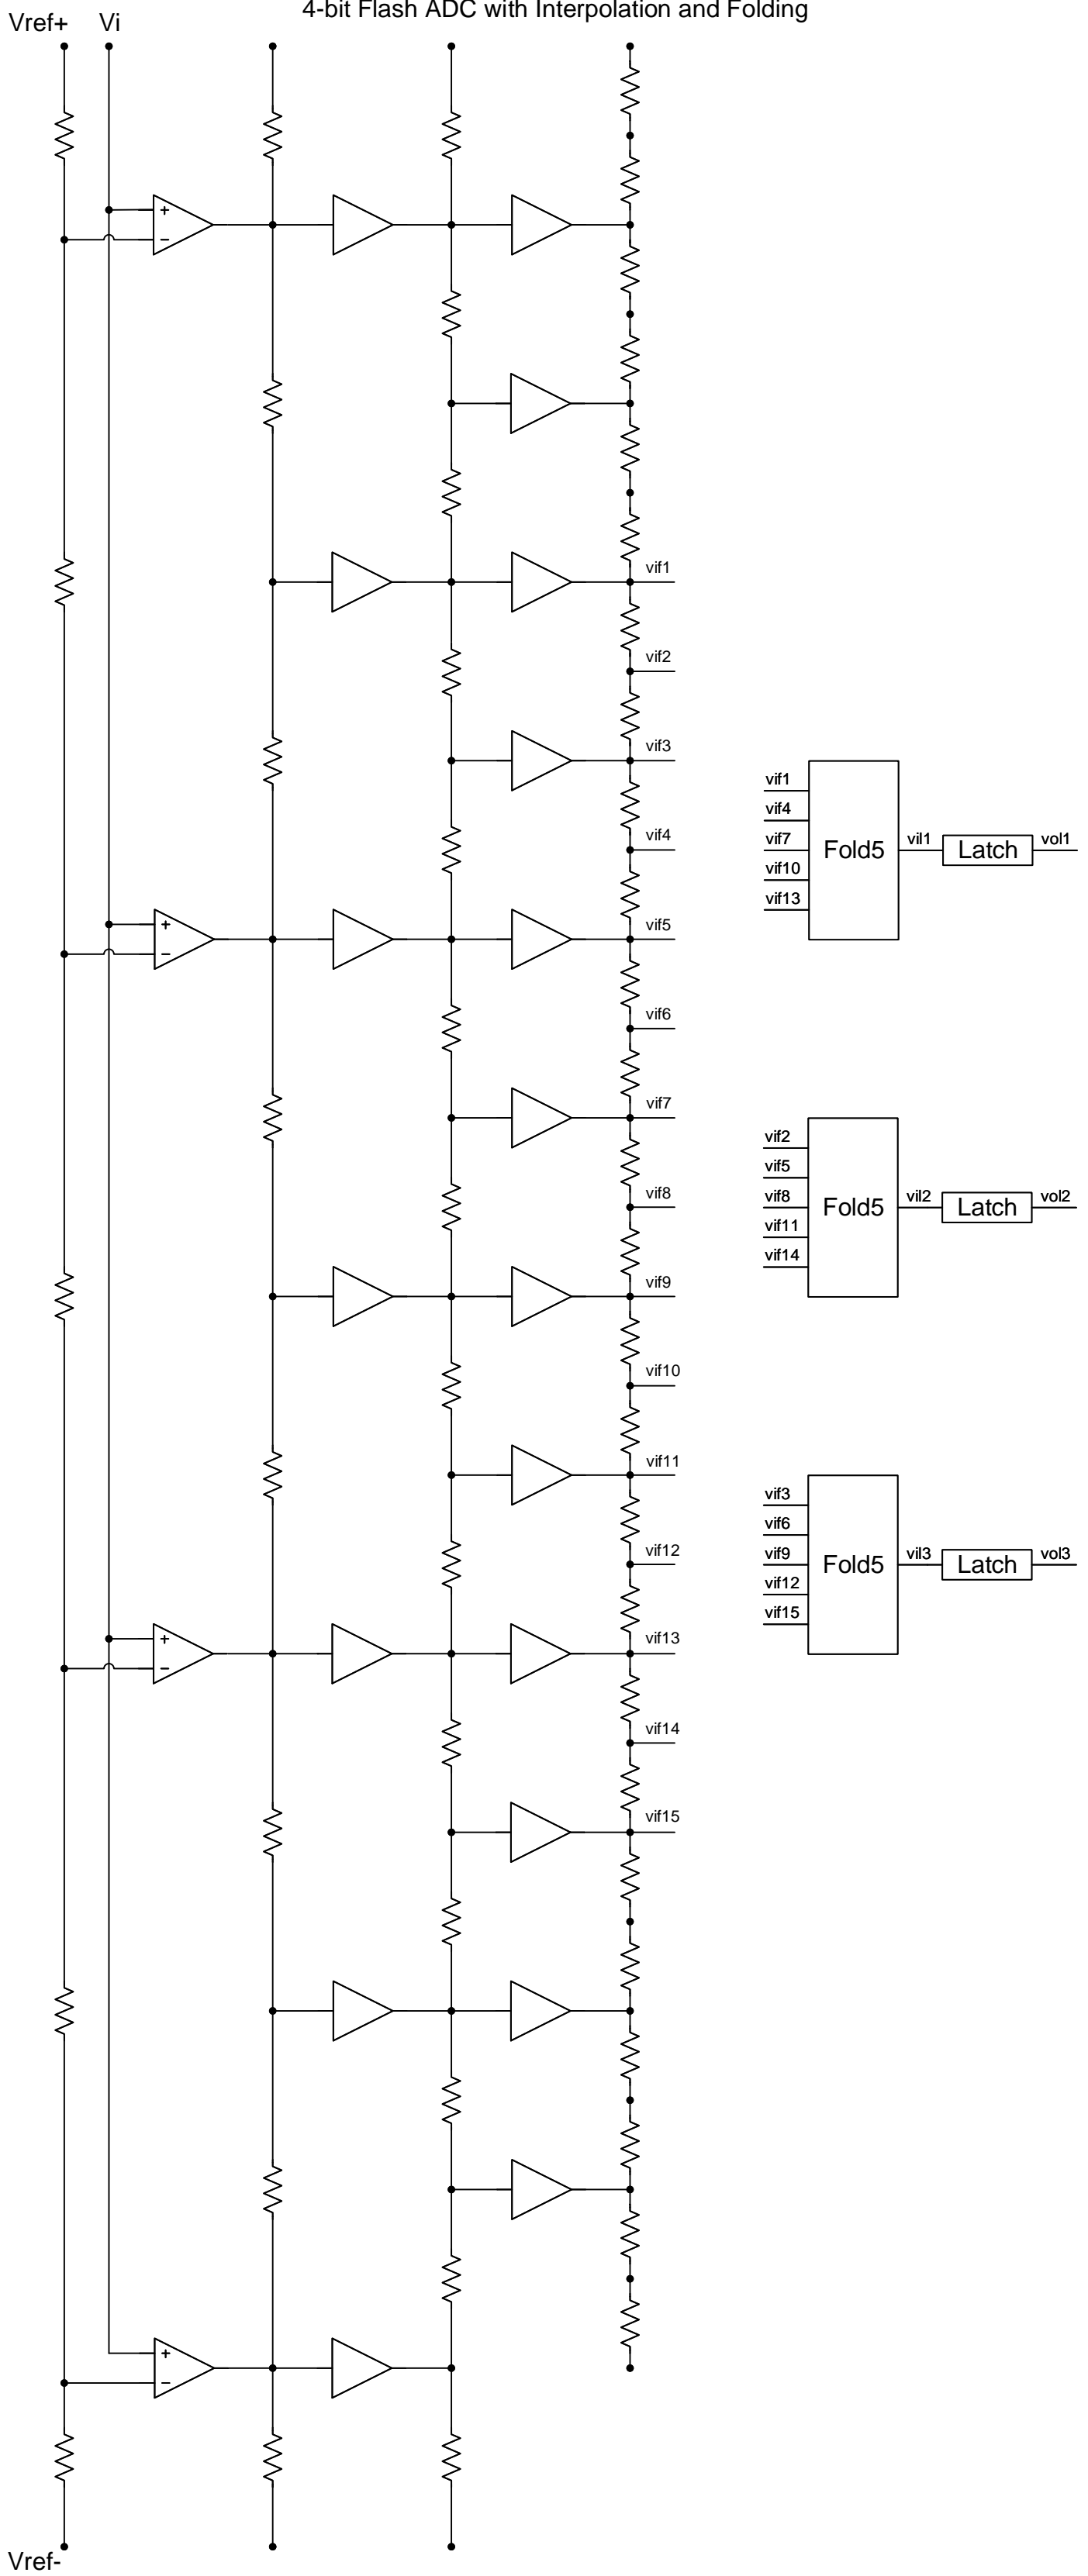 4-bit Flash ADC with Interpolation and Folding
Vref+ Vi
+
−
vif1
vif2
vif3
vif4
vif5
+
−
vif6
vif7
vif8
vif9
vif10
vif11
vif12
vif13
+
−
vif14
vif15
+
−
Vref-
vif1
vif4
vif7
vif10
vif13
Fold5
vil1
Latch
vol1
vif2
vif5
vif8
vif11
vif14
Fold5
vil2
Latch
vol2
vif3
vif6
vif9
vif12
vif15
Fold5
vil3
Latch
vol3